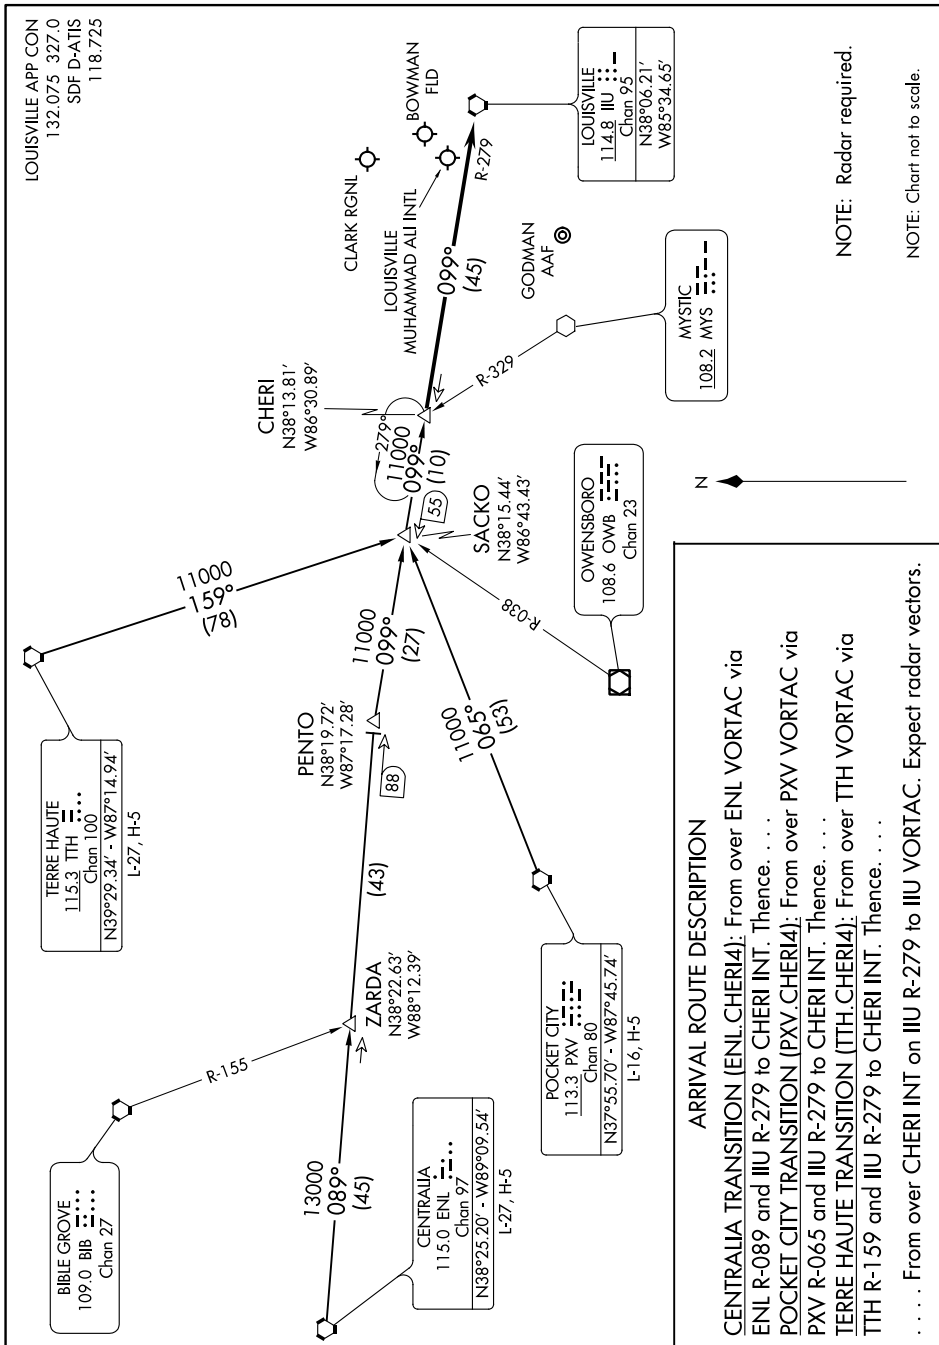 LOUISVILLE APP CON
132.075 327.0
SDF D-ATIS
118.725
CLARK RGNL
BOWMAN
FLD
LOUISVILLE
MUHAMMAD ALI INTL
GODMAN
AAF
LOUISVILLE
114.8 IIU
Chan 95
N38°06.21'
W85°34.65'
R-279
099°
(45)
CHERI
N38°13.81'
W86°30.89'
279°
11000
099°
(10)
55
R-329
MYSTIC
108.2 MYS
SACKO
N38°15.44'
W86°43.43'
OWENSBORO
108.6 OWB
Chan 23
R-038
11000
159°
(78)
TERRE HAUTE
115.3 TTH
Chan 100
N39°29.34' - W87°14.94'
L-27, H-5
PENTO
N38°19.72'
W87°17.28'
11000
099°
(27)
88
11000
065°
(53)
POCKET CITY
113.3 PXV
Chan 80
N37°55.70' - W87°45.74'
L-16, H-5
(43)
ZARDA
N38°22.63'
W88°12.39'
R-155
BIBLE GROVE
109.0 BIB
Chan 27
13000
089°
(45)
CENTRALIA
115.0 ENL
Chan 97
N38°25.20' - W89°09.54'
L-27, H-5
N
NOTE: Radar required.
NOTE: Chart not to scale.
ARRIVAL ROUTE DESCRIPTION
CENTRALIA TRANSITION (ENL.CHERI4): From over ENL VORTAC via
ENL R-089 and IIU R-279 to CHERI INT. Thence. . . .
POCKET CITY TRANSITION (PXV.CHERI4): From over PXV VORTAC via
PXV R-065 and IIU R-279 to CHERI INT. Thence. . . .
TERRE HAUTE TRANSITION (TTH.CHERI4): From over TTH VORTAC via
TTH R-159 and IIU R-279 to CHERI INT. Thence. . . .
. . . . From over CHERI INT on IIU R-279 to IIU VORTAC. Expect radar vectors.